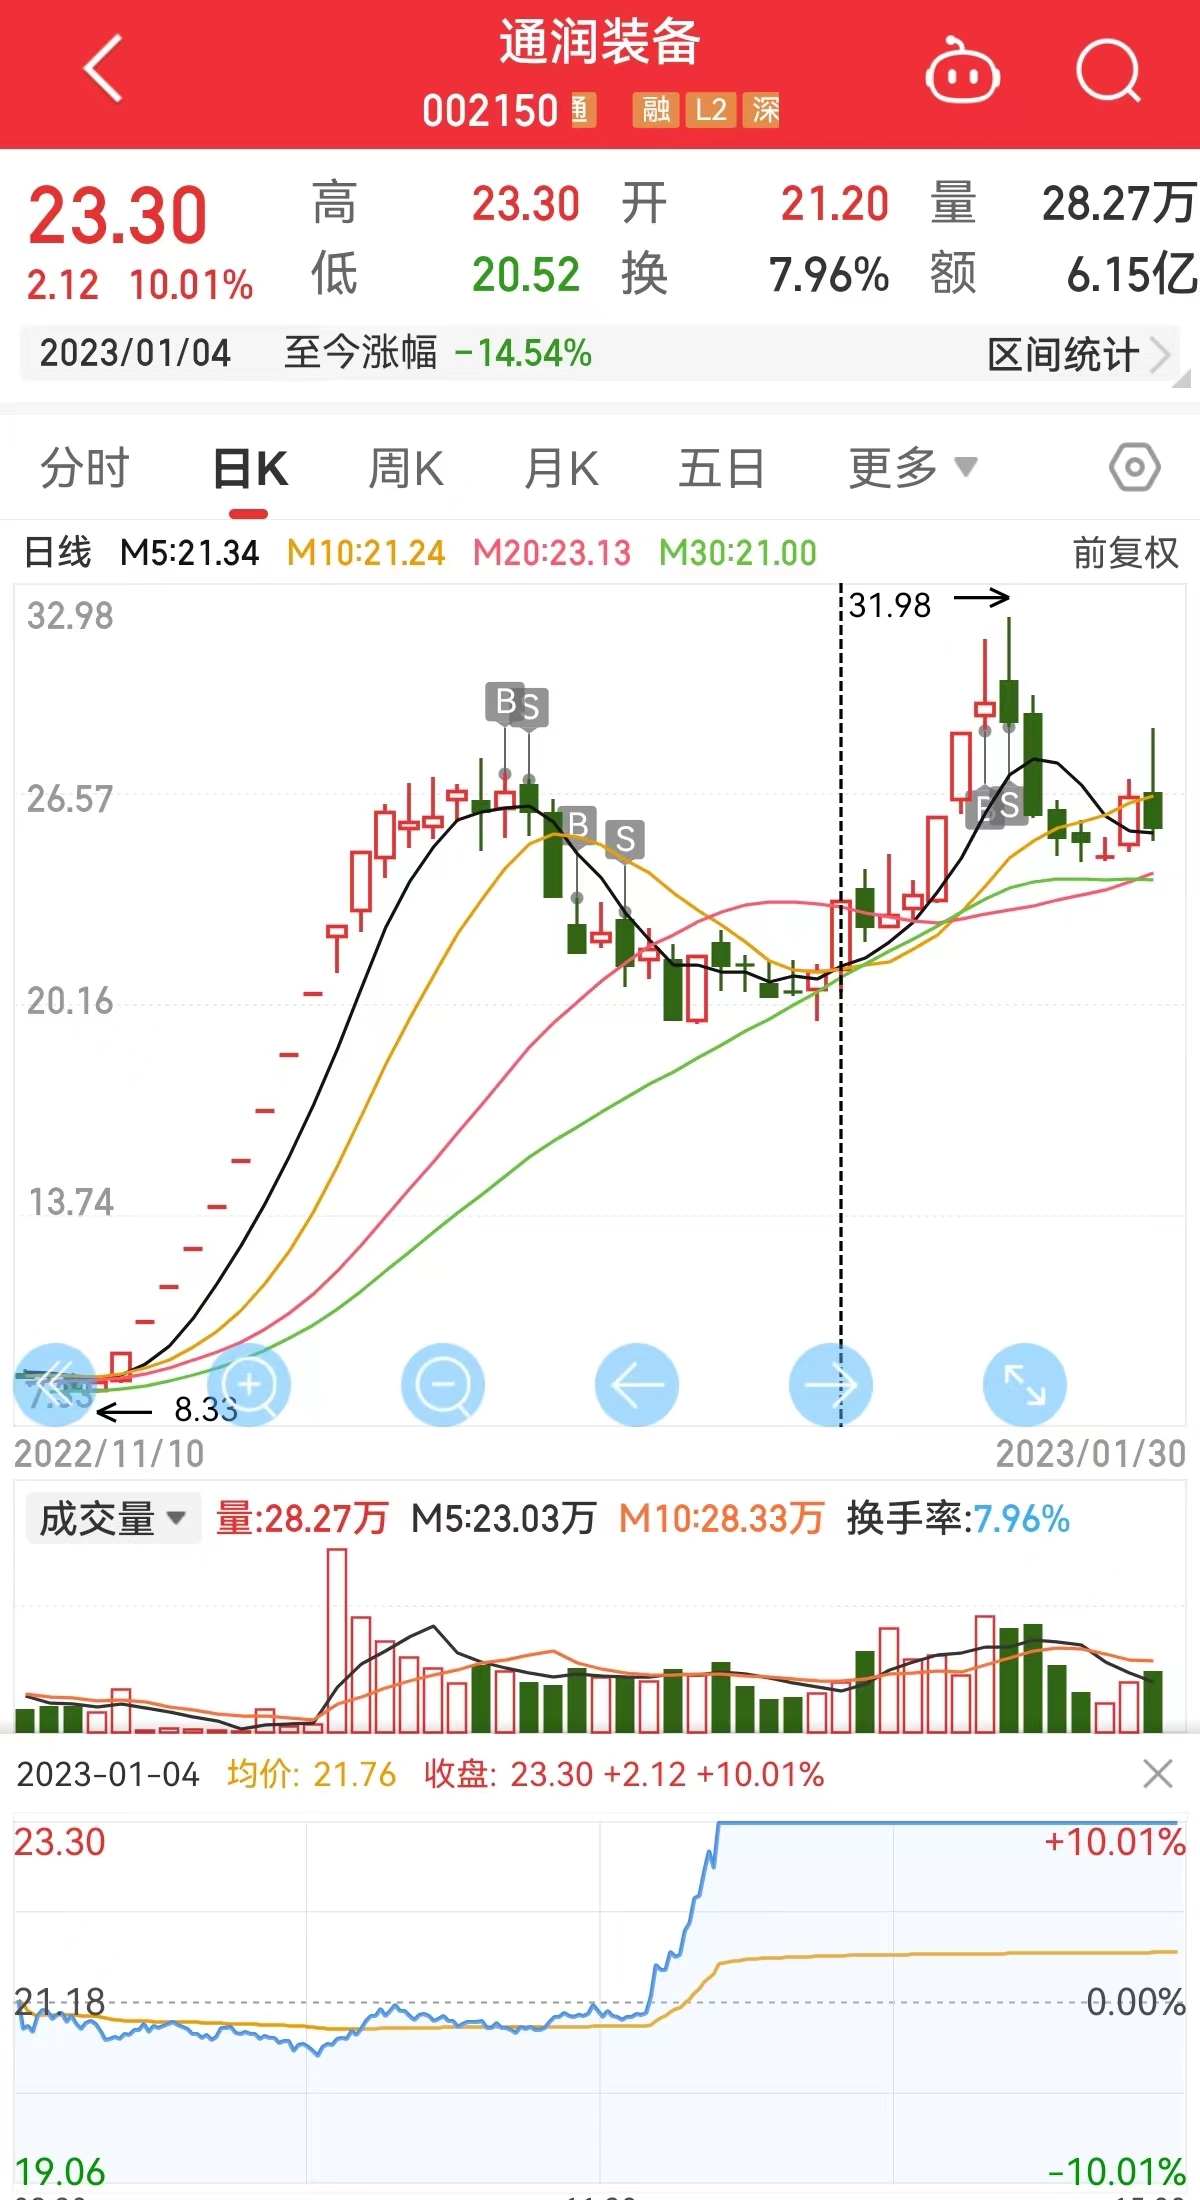 通润装备
002150 通 融 L2 深
23.30 高 23.30 开 21.20 量 28.27万
2.12 10.01% 低 20.52 换 7.96% 额 6.15亿
2023/01/04 至今涨幅 -14.54% 区间统计
分时 日K 周K 月K 五日 更多
日线 M5:21.34 M10:21.24 M20:23.13 M30:21.00 前复权
32.98
31.98
B S
26.57
B S
B S
20.16
13.74
8.33
2022/11/10 2023/01/30
成交量 量:28.27万 M5:23.03万 M10:28.33万 换手率:7.96%
2023-01-04 均价: 21.76 收盘: 23.30 +2.12 +10.01%
23.30 +10.01%
21.18 0.00%
19.06 -10.01%